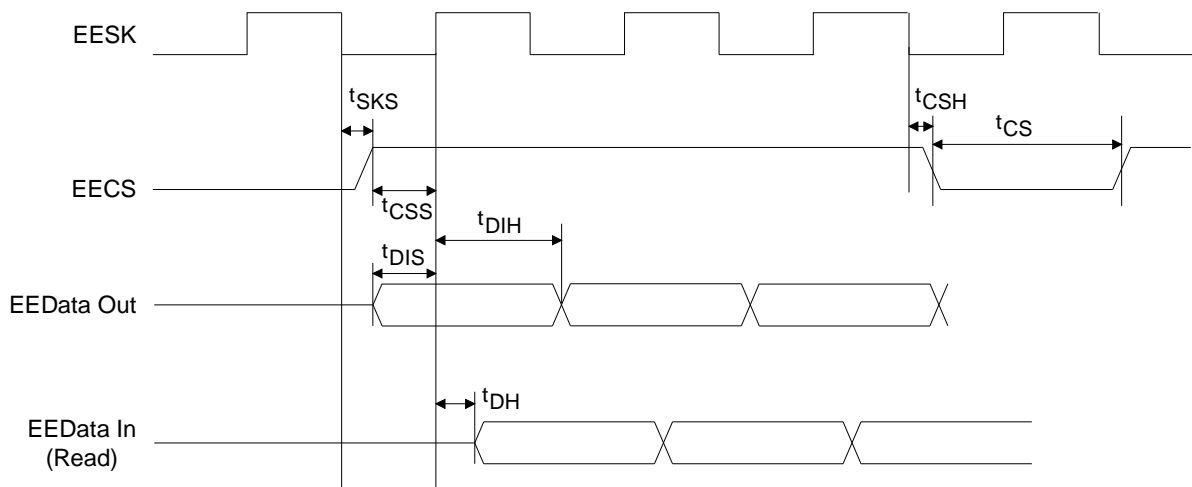 EESK
tSKS
tCSH
tCS
EECS
tCSS
tDIH
tDIS
EEData Out
tDH
EEData In
(Read)